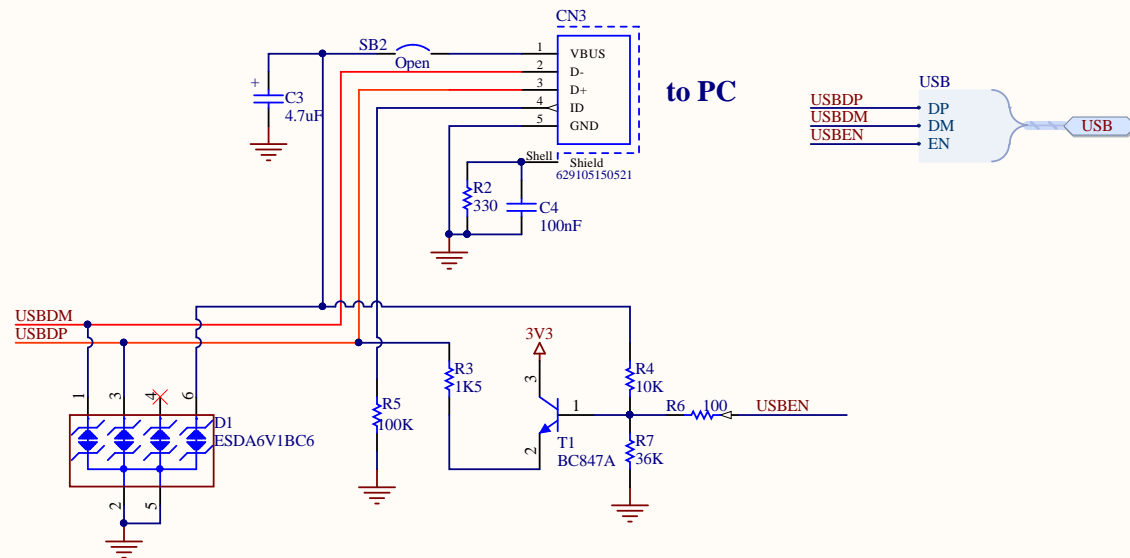 CN3
SB2
Open
1 VBUS
2 D-
3 D+
4 ID
5 GND
to PC
+
C3
4.7uF
Shell
Shield
629105150521
R2
330
C4
100nF
USB
USBDP DP
USBDM DM
USBEN EN
USB
USBDM
USBDP
3V3
R3
1K5
R4
10K
3
1
2
T1
BC847A
R6 100 USBEN
R7
36K
R5
100K
1 3 4 6
D1
ESDA6V1BC6
2 5